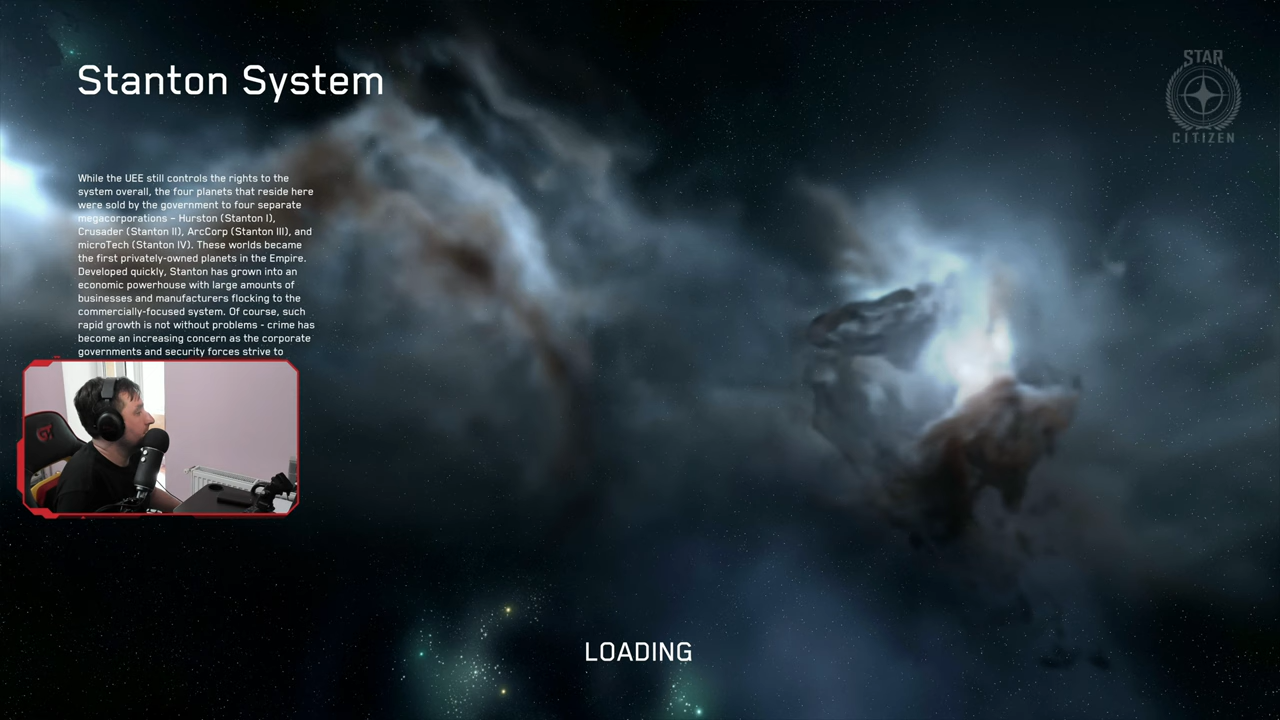 Stanton System
STAR
CITIZEN
While the UEE still controls the rights to the
system overall, the four planets that reside here
were sold by the government to four separate
megacorporations – Hurston (Stanton I),
Crusader (Stanton II), ArcCorp (Stanton III), and
microTech (Stanton IV). These worlds became
the first privately-owned planets in the Empire.
Developed quickly, Stanton has grown into an
economic powerhouse with large amounts of
businesses and manufacturers flocking to the
commercially-focused system. Of course, such
rapid growth is not without problems - crime has
become an increasing concern as the corporate
governments and security forces strive to
LOADING